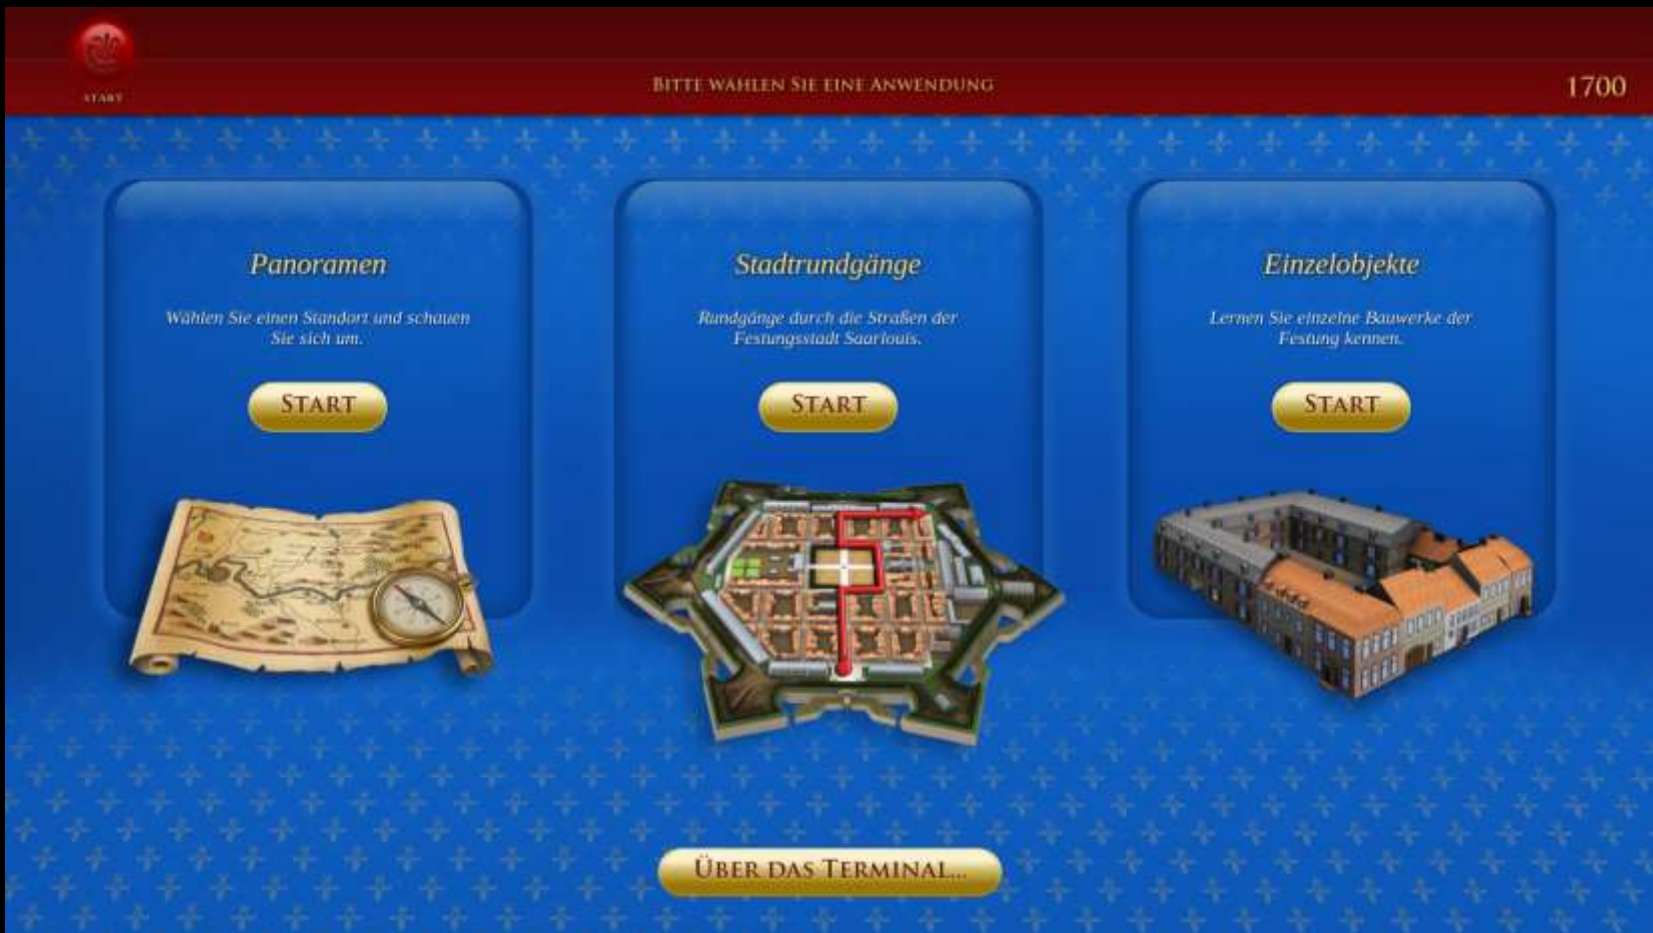 START
BITTE WÄHLEN SIE EINE ANWENDUNG
1700
Panoramen
Wählen Sie einen Standort und schauen
Sie sich um.
START
Stadtrundgänge
Rundgänge durch die Straßen der
Festungsstadt Saarlouis.
START
Einzelobjekte
Lernen Sie einzelne Bauwerke der
Festung kennen.
START
ÜBER DAS TERMINAL...